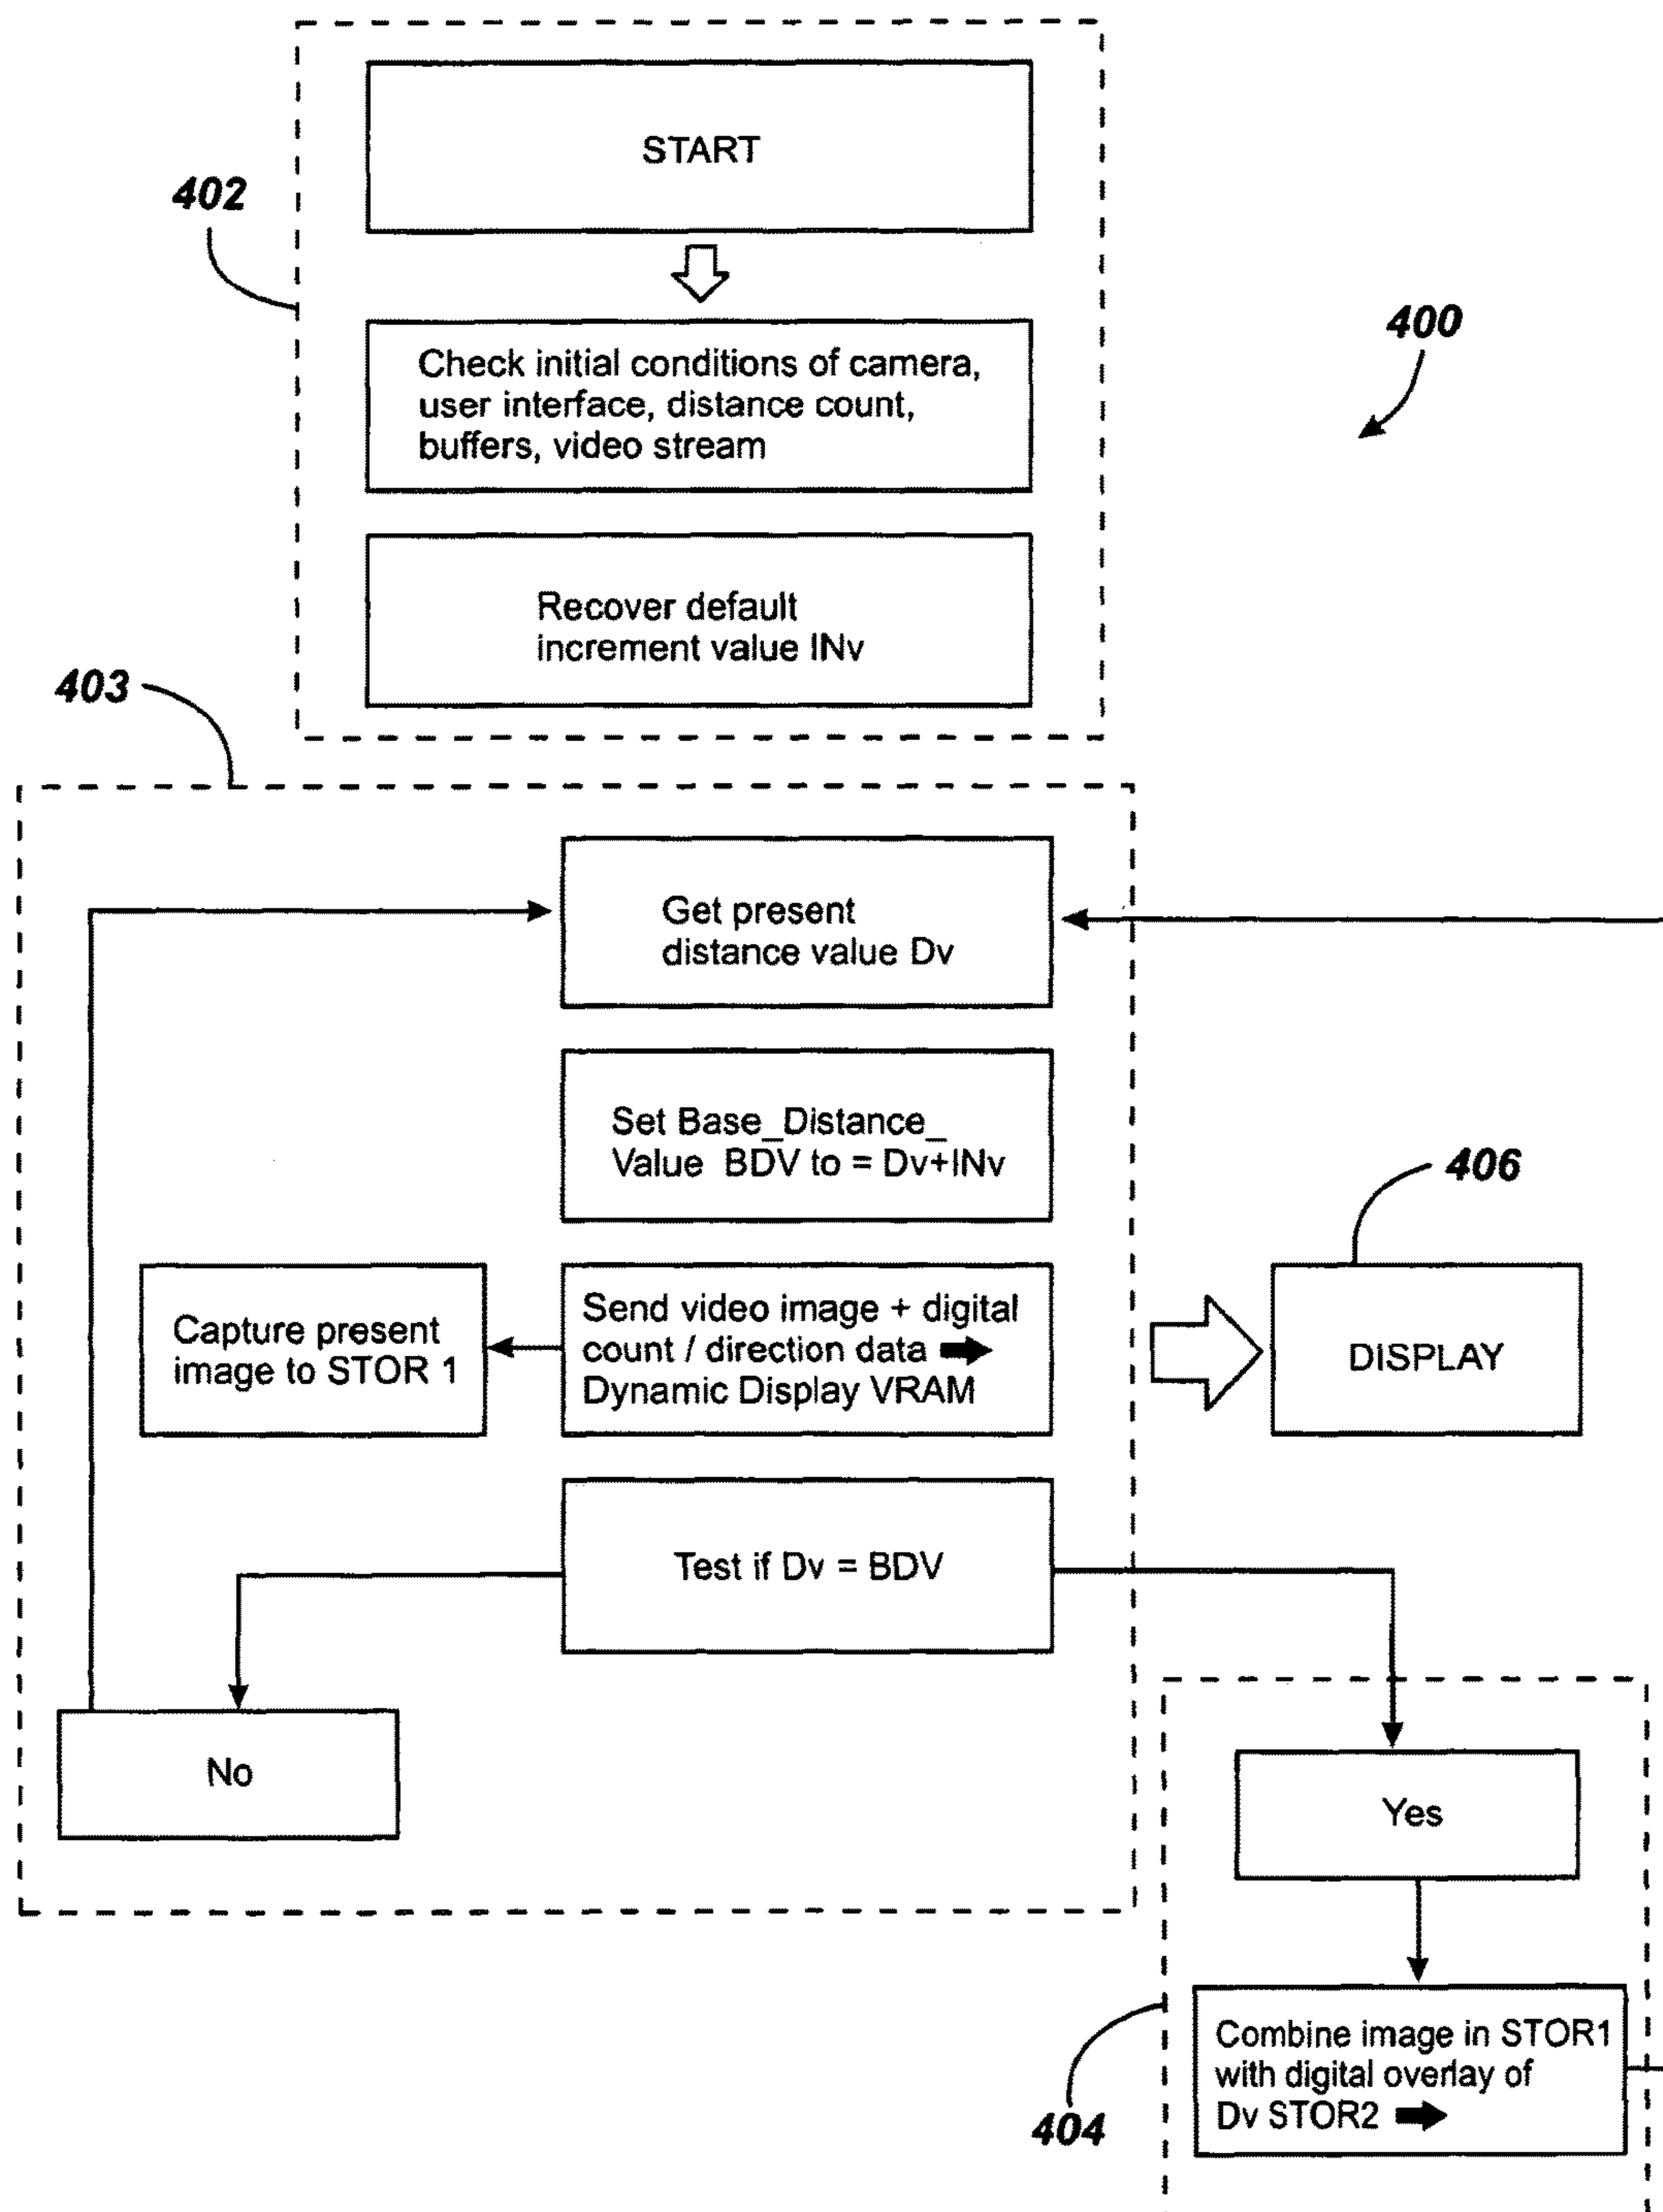 START
402
400
Check initial conditions of camera,
user interface, distance count,
buffers, video stream
Recover default
increment value INv
403
Get present
distance value Dv
Set Base_Distance_
Value BDV to = Dv+INv
406
Capture present
image to STOR 1
Send video image + digital
count / direction data ➡
Dynamic Display VRAM
DISPLAY
Test if Dv = BDV
No
Yes
Combine image in STOR1
with digital overlay of
Dv STOR2 ➡
404